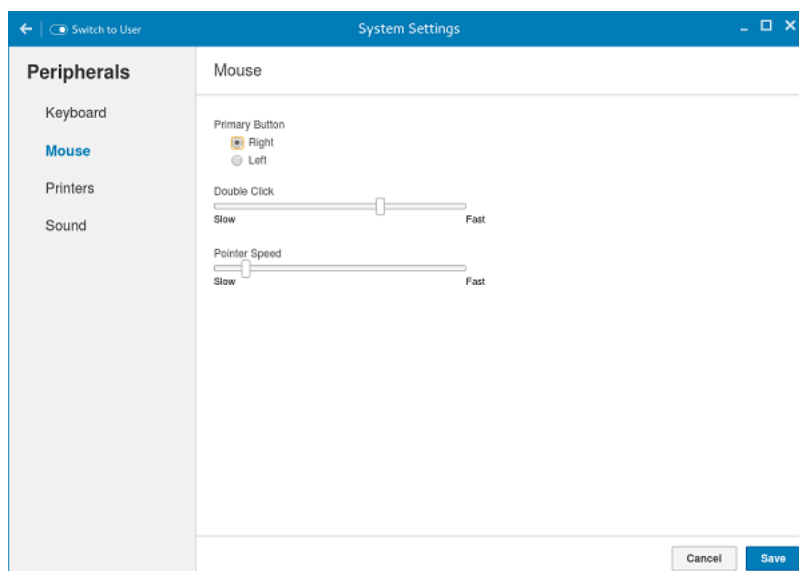 Switch to User
System Settings
Peripherals
Keyboard
Mouse
Printers
Sound
Mouse
Primary Button
Right
Left
Double Click
Slow Fast
Pointer Speed
Slow Fast
Cancel Save